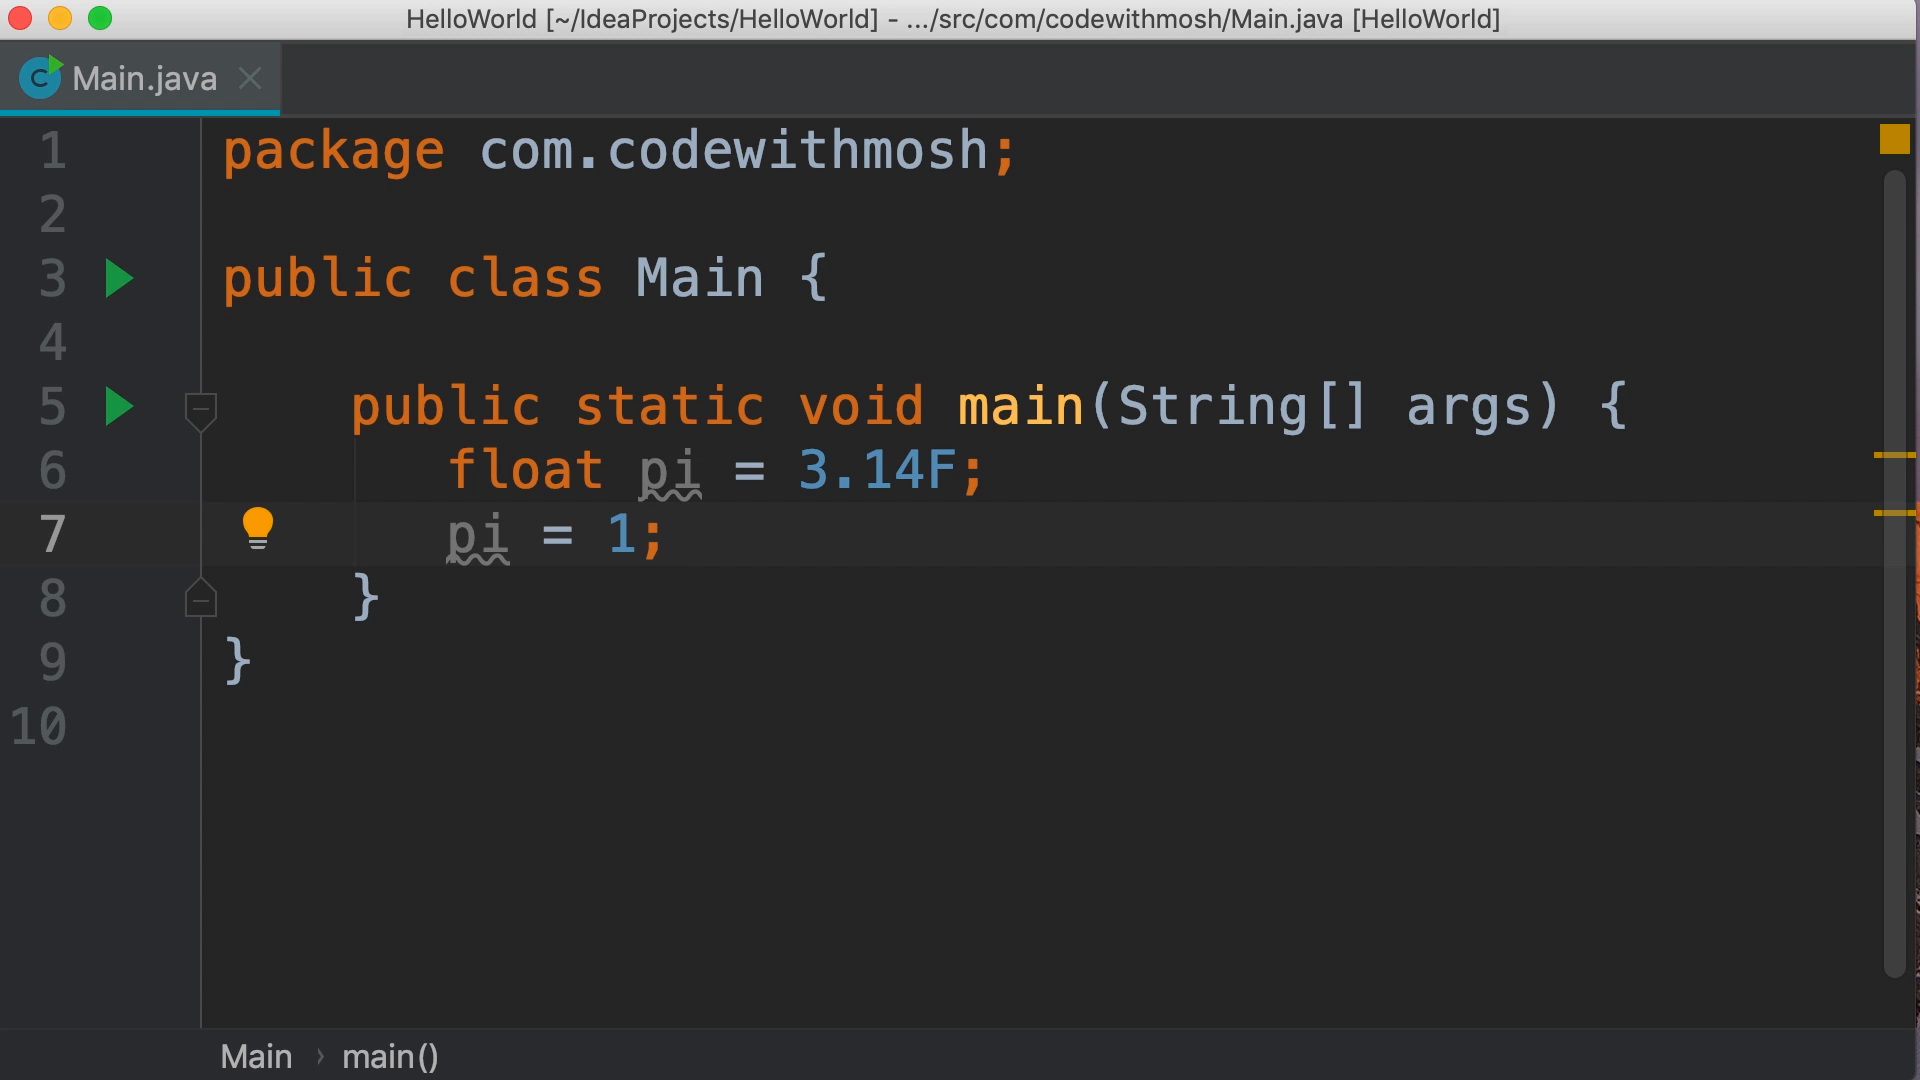 HelloWorld [~/IdeaProjects/HelloWorld] - .../src/com/codewithmosh/Main.java [HelloWorld]
C Main.java
1 package com.codewithmosh;
2
3 public class Main {
4
5 public static void main(String[] args) {
6 float pi = 3.14F;
7 pi = 1;
8 }
9 }
10
Main › main()